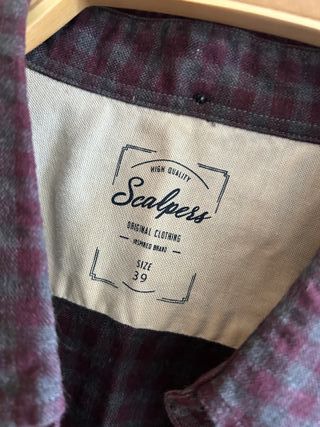 HIGH QUALITY
Scalpers
ORIGINAL CLOTHING
INSPIRED BRAND
SIZE
39